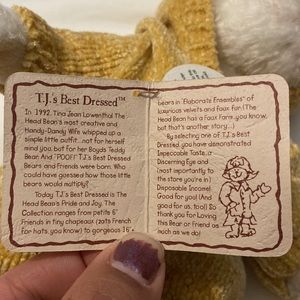 T.J.'s Best Dressed™
In 1992, Tina Jean Lowenthal The
Head Bean's most creative and
Handy-Dandy Wife whipped up a
simple little outfit...not for herself
mind you, but for her Boyds Teddy
Bean And "POOF!" T.J.'s Best Dressed
Bears and Friends were born! Who
could have guessed how those little
bears would multiply?
Today T.J.'s Best Dressed is The
Head Bean's Pride and Joy. The
Collection ranges from petite 6"
Friends in tiny chapeaux (zats French
for hats, you know) to gorgeous 16"
bears in "Elaborate Ensembles" of
luxurious velvets and faux fur! (The
Head Bean has a Faux Farm...you know,
but that's another story...)
By selecting one of T.J.'s Best
Dressed...you have demonstrated
Impeccable Taste...a
Discerning Eye and
(most importantly to
the store you're in)
Disposable Income!
Good for you! (And
good for us, too!) So
thank you for Loving
this Bear or Friend as
much as we do!